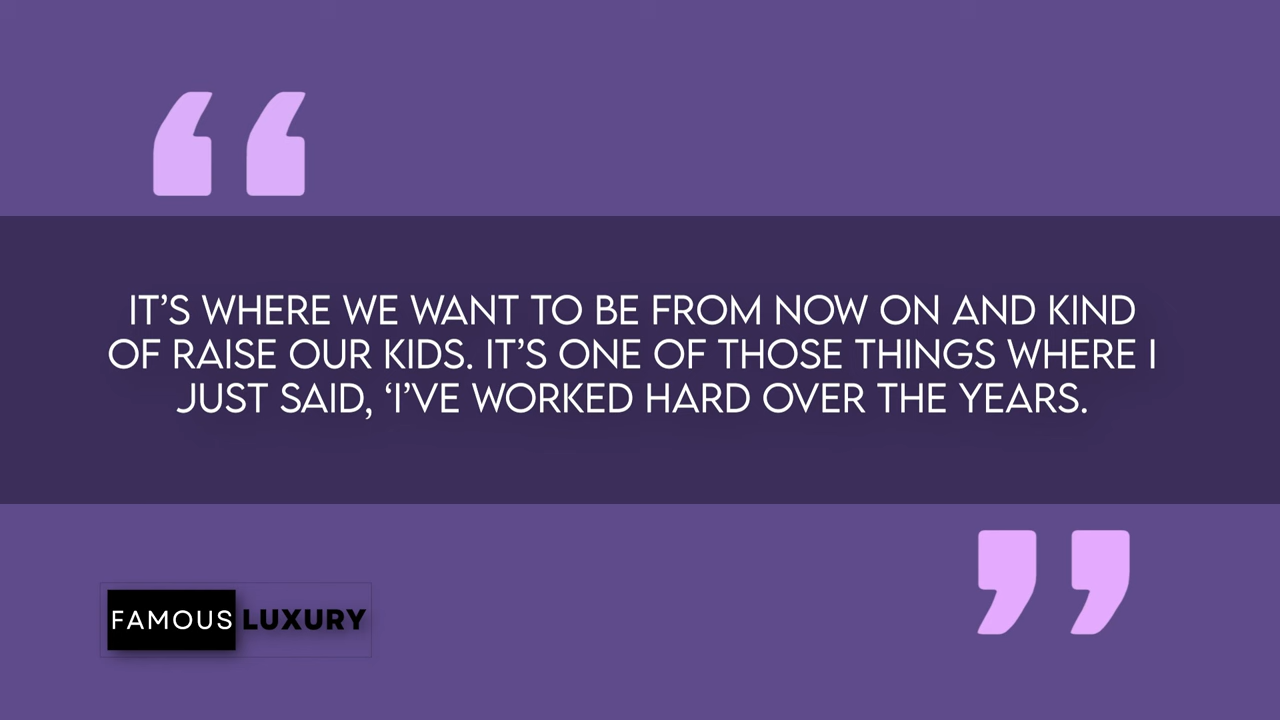 “
IT’S WHERE WE WANT TO BE FROM NOW ON AND KIND
OF RAISE OUR KIDS. IT’S ONE OF THOSE THINGS WHERE I
JUST SAID, ‘I’VE WORKED HARD OVER THE YEARS.
”
FAMOUS LUXURY